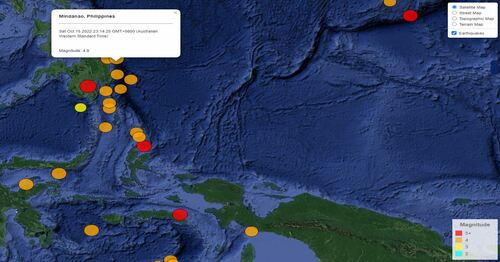 Mindanao, Philippines
Sat Oct 15 2022 23:14:25 GMT+0800 (Australian
Western Standard Time)
Magnitude: 4.9
Satellite Map
Street Map
Topographic Map
Terrain Map
Earthquakes
Magnitude
5+
4
3
2